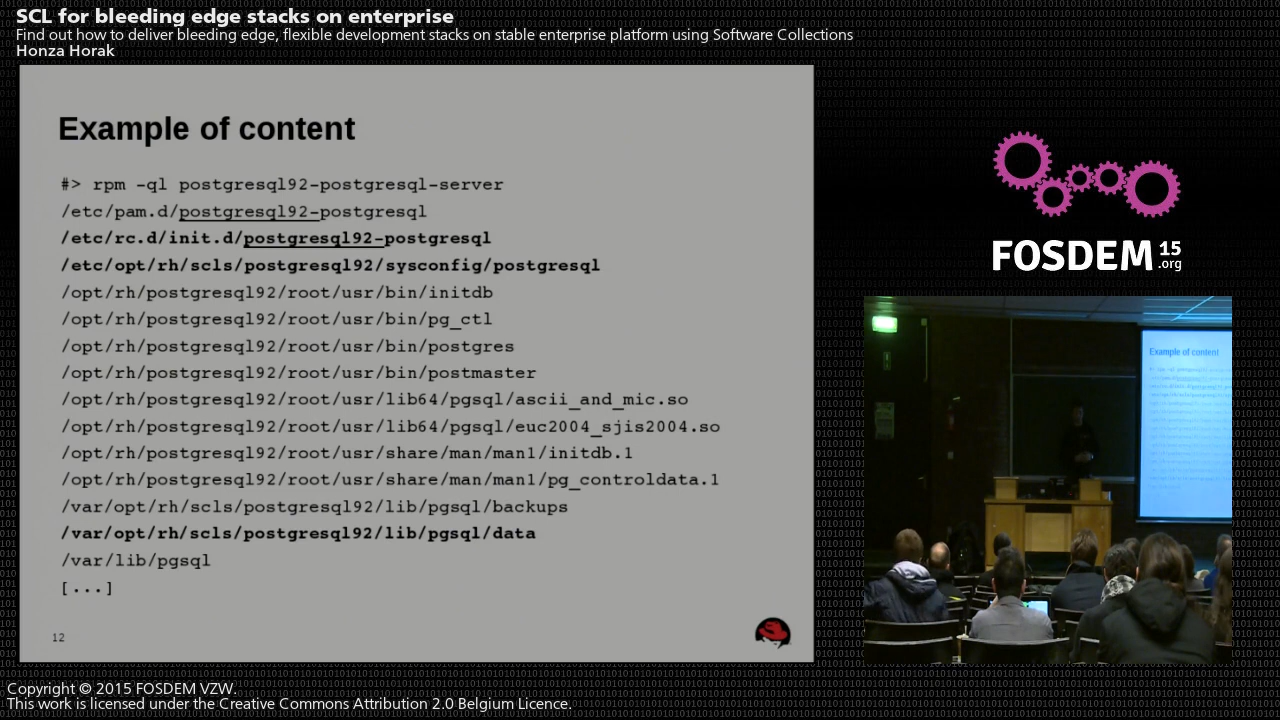 SCL for bleeding edge stacks on enterprise
Find out how to deliver bleeding edge, flexible development stacks on stable enterprise platform using Software Collections
Honza Horak
Example of content
#> rpm -ql postgresql92-postgresql-server
/etc/pam.d/postgresql92-postgresql
/etc/rc.d/init.d/postgresql92-postgresql
/etc/opt/rh/scls/postgresql92/sysconfig/postgresql
/opt/rh/postgresql92/root/usr/bin/initdb
/opt/rh/postgresql92/root/usr/bin/pg_ctl
/opt/rh/postgresql92/root/usr/bin/postgres
/opt/rh/postgresql92/root/usr/bin/postmaster
/opt/rh/postgresql92/root/usr/lib64/pgsql/ascii_and_mic.so
/opt/rh/postgresql92/root/usr/lib64/pgsql/euc2004_sjis2004.so
/opt/rh/postgresql92/root/usr/share/man/man1/initdb.1
/opt/rh/postgresql92/root/usr/share/man/man1/pg_controldata.1
/var/opt/rh/scls/postgresql92/lib/pgsql/backups
/var/opt/rh/scls/postgresql92/lib/pgsql/data
/var/lib/pgsql
[...]
12
FOSDEM 15 .org
Example of content
Copyright © 2015 FOSDEM VZW.
This work is licensed under the Creative Commons Attribution 2.0 Belgium Licence.